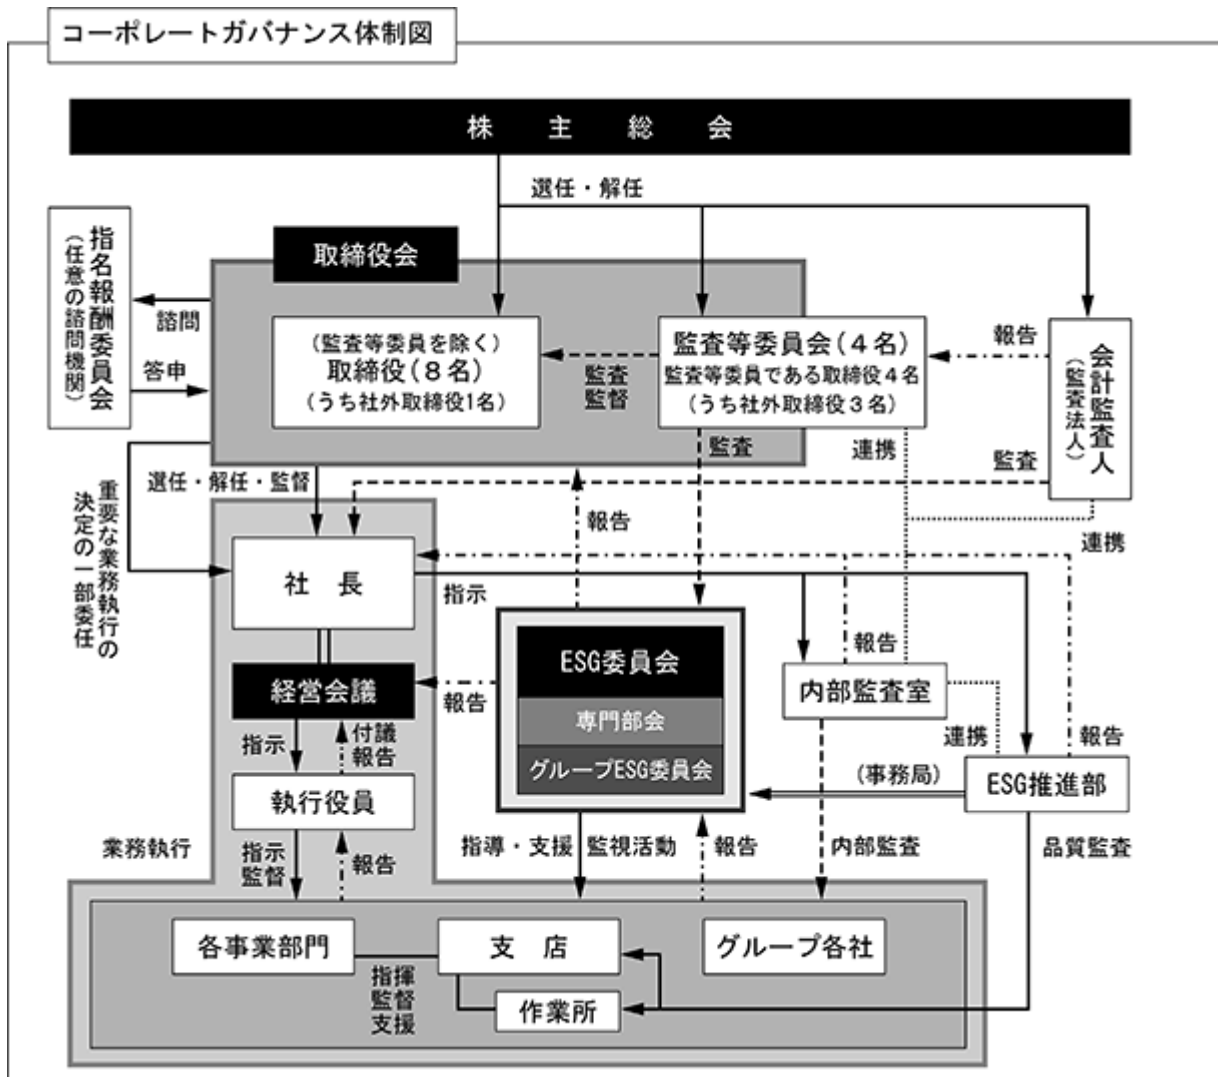 コーポレートガバナンス体制図
株主総会
選任・解任
指名報酬委員会
（任意の諮問機関）
諮問
答申
取締役会
（監査等委員を除く）
取締役（８名）
（うち社外取締役1名）
監査
監督
監査等委員会（４名）
監査等委員である取締役４名
（うち社外取締役３名）
報告
会計監査人
（監査法人）
監査
連携
監査
選任・解任・監督
重要な業務執行の
決定の一部委任
報告
連携
社長
指示
ESG委員会
専門部会
グループESG委員会
報告
内部監査室
経営会議
報告
連携
報告
指示
付議
報告
（事務局）
ESG推進部
執行役員
業務執行
指示
監督
報告
指導・支援
監視活動
報告
内部監査
品質監査
各事業部門
支店
グループ各社
指揮
監督
支援
作業所